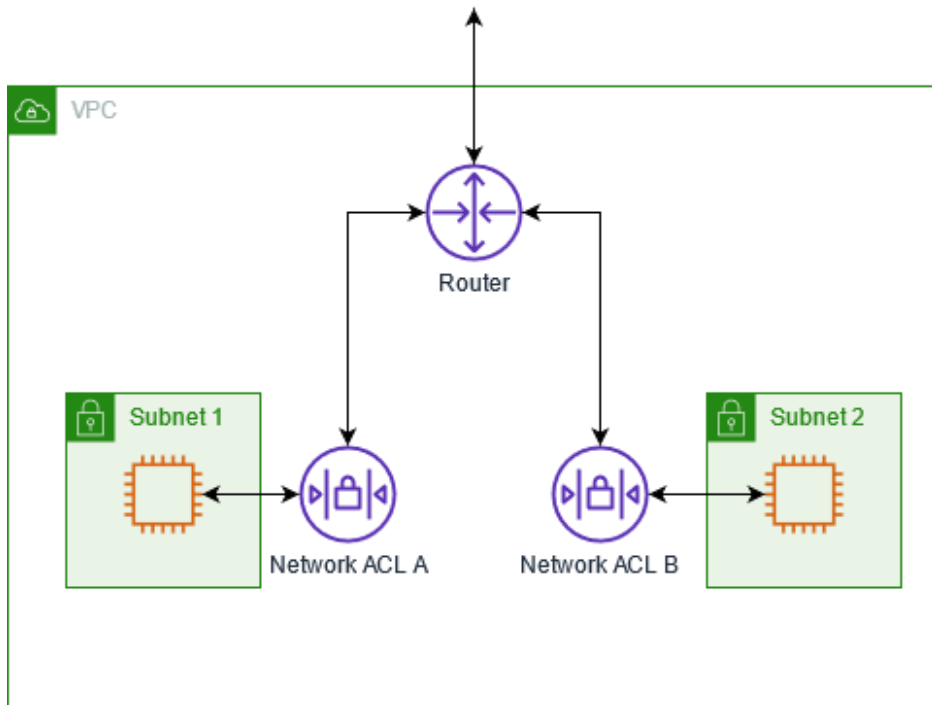 VPC
Router
Subnet 1
Subnet 2
Network ACL A
Network ACL B